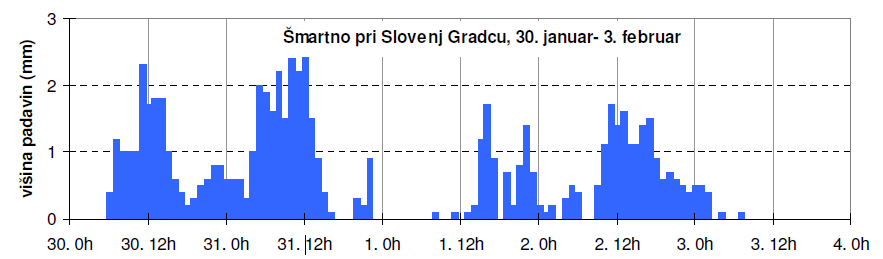 Šmartno pri Slovenj Gradcu, 30. januar- 3. februar
višina padavin (mm)
3
2
1
0
30. 0h 30. 12h 31. 0h 31. 12h 1. 0h 1. 12h 2. 0h 2. 12h 3. 0h 3. 12h 4. 0h